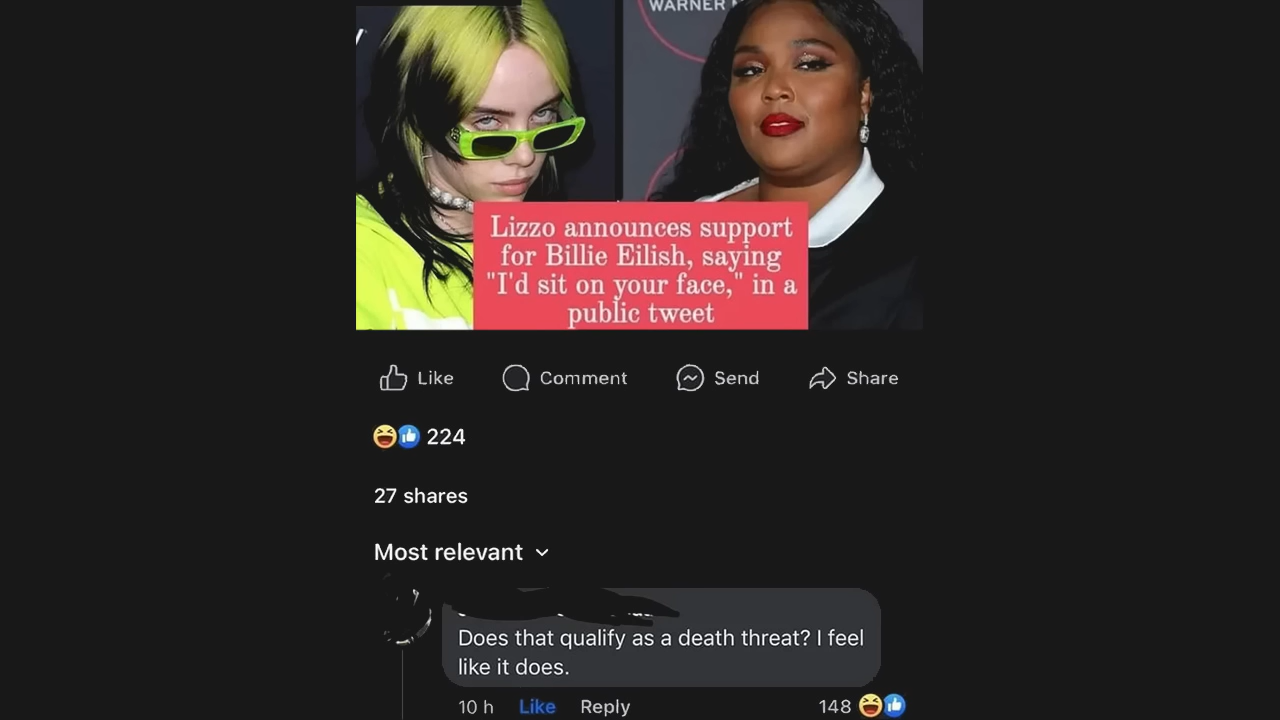 WARNER
Lizzo announces support
for Billie Eilish, saying
"I'd sit on your face," in a
public tweet
Like
Comment
Send
Share
224
27 shares
Most relevant
Does that qualify as a death threat? I feel
like it does.
10 h
Like
Reply
148